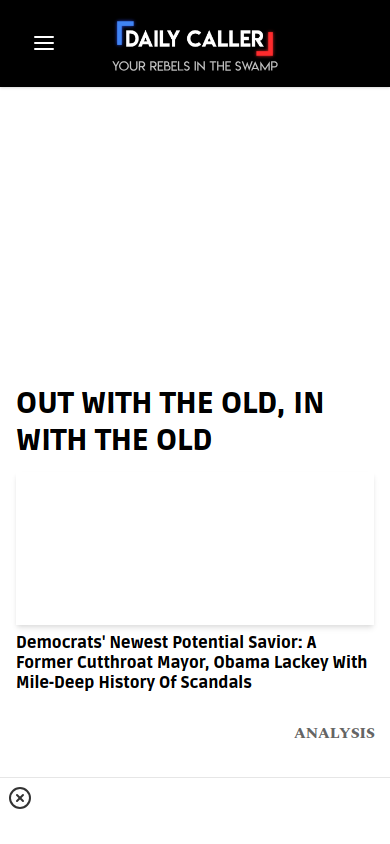 DAILY CALLER
YOUR REBELS IN THE SWAMP
OUT WITH THE OLD, IN
WITH THE OLD
Democrats' Newest Potential Savior: A
Former Cutthroat Mayor, Obama Lackey With
Mile-Deep History Of Scandals
ANALYSIS